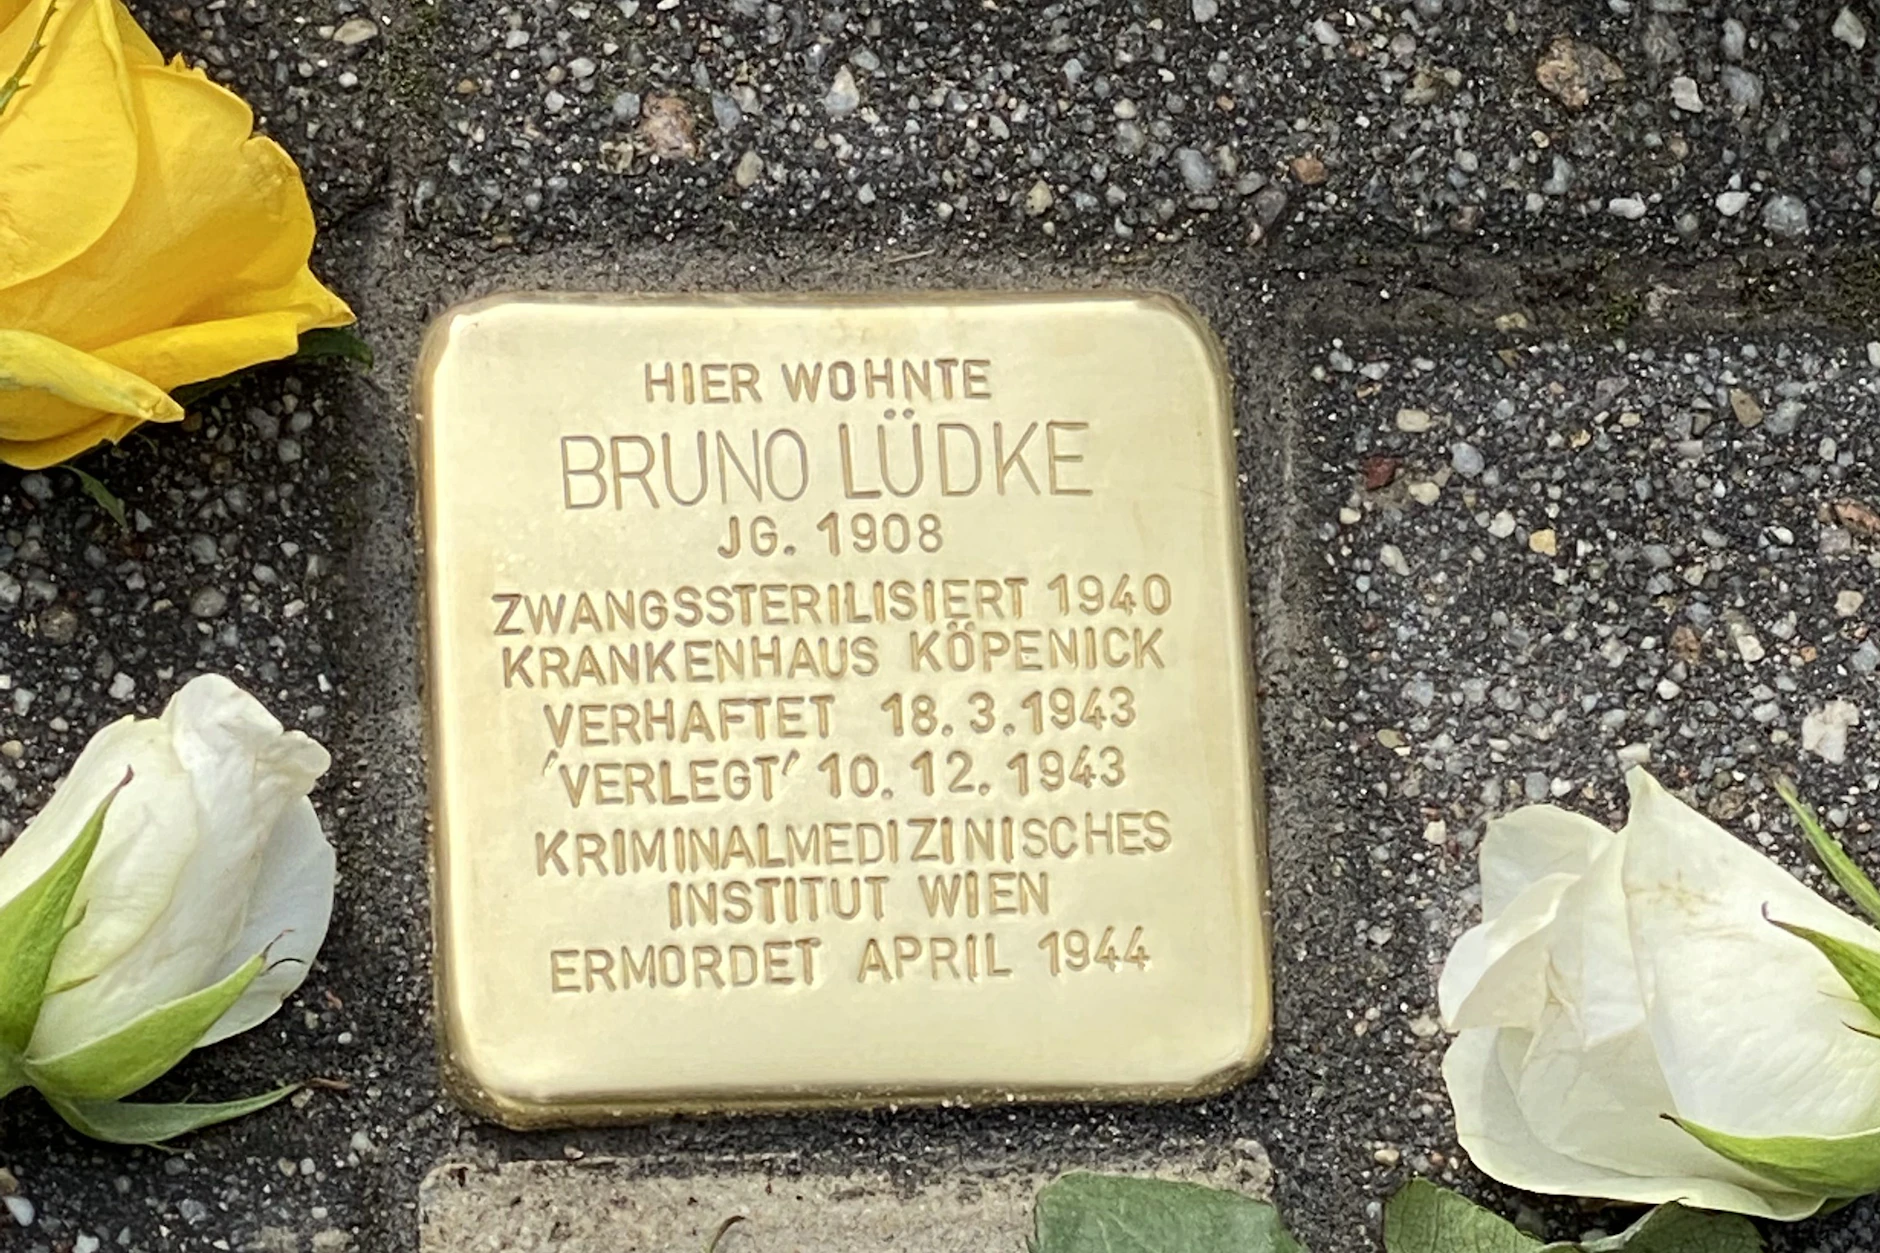 HIER WOHNTE
BRUNO LÜDKE
JG. 1908
ZWANGSSTERILISIERT 1940
KRANKENHAUS KÖPENICK
VERHAFTET 18.3.1943
'VERLEGT' 10.12.1943
KRIMINALMEDIZINISCHES
INSTITUT WIEN
ERMORDET APRIL 1944